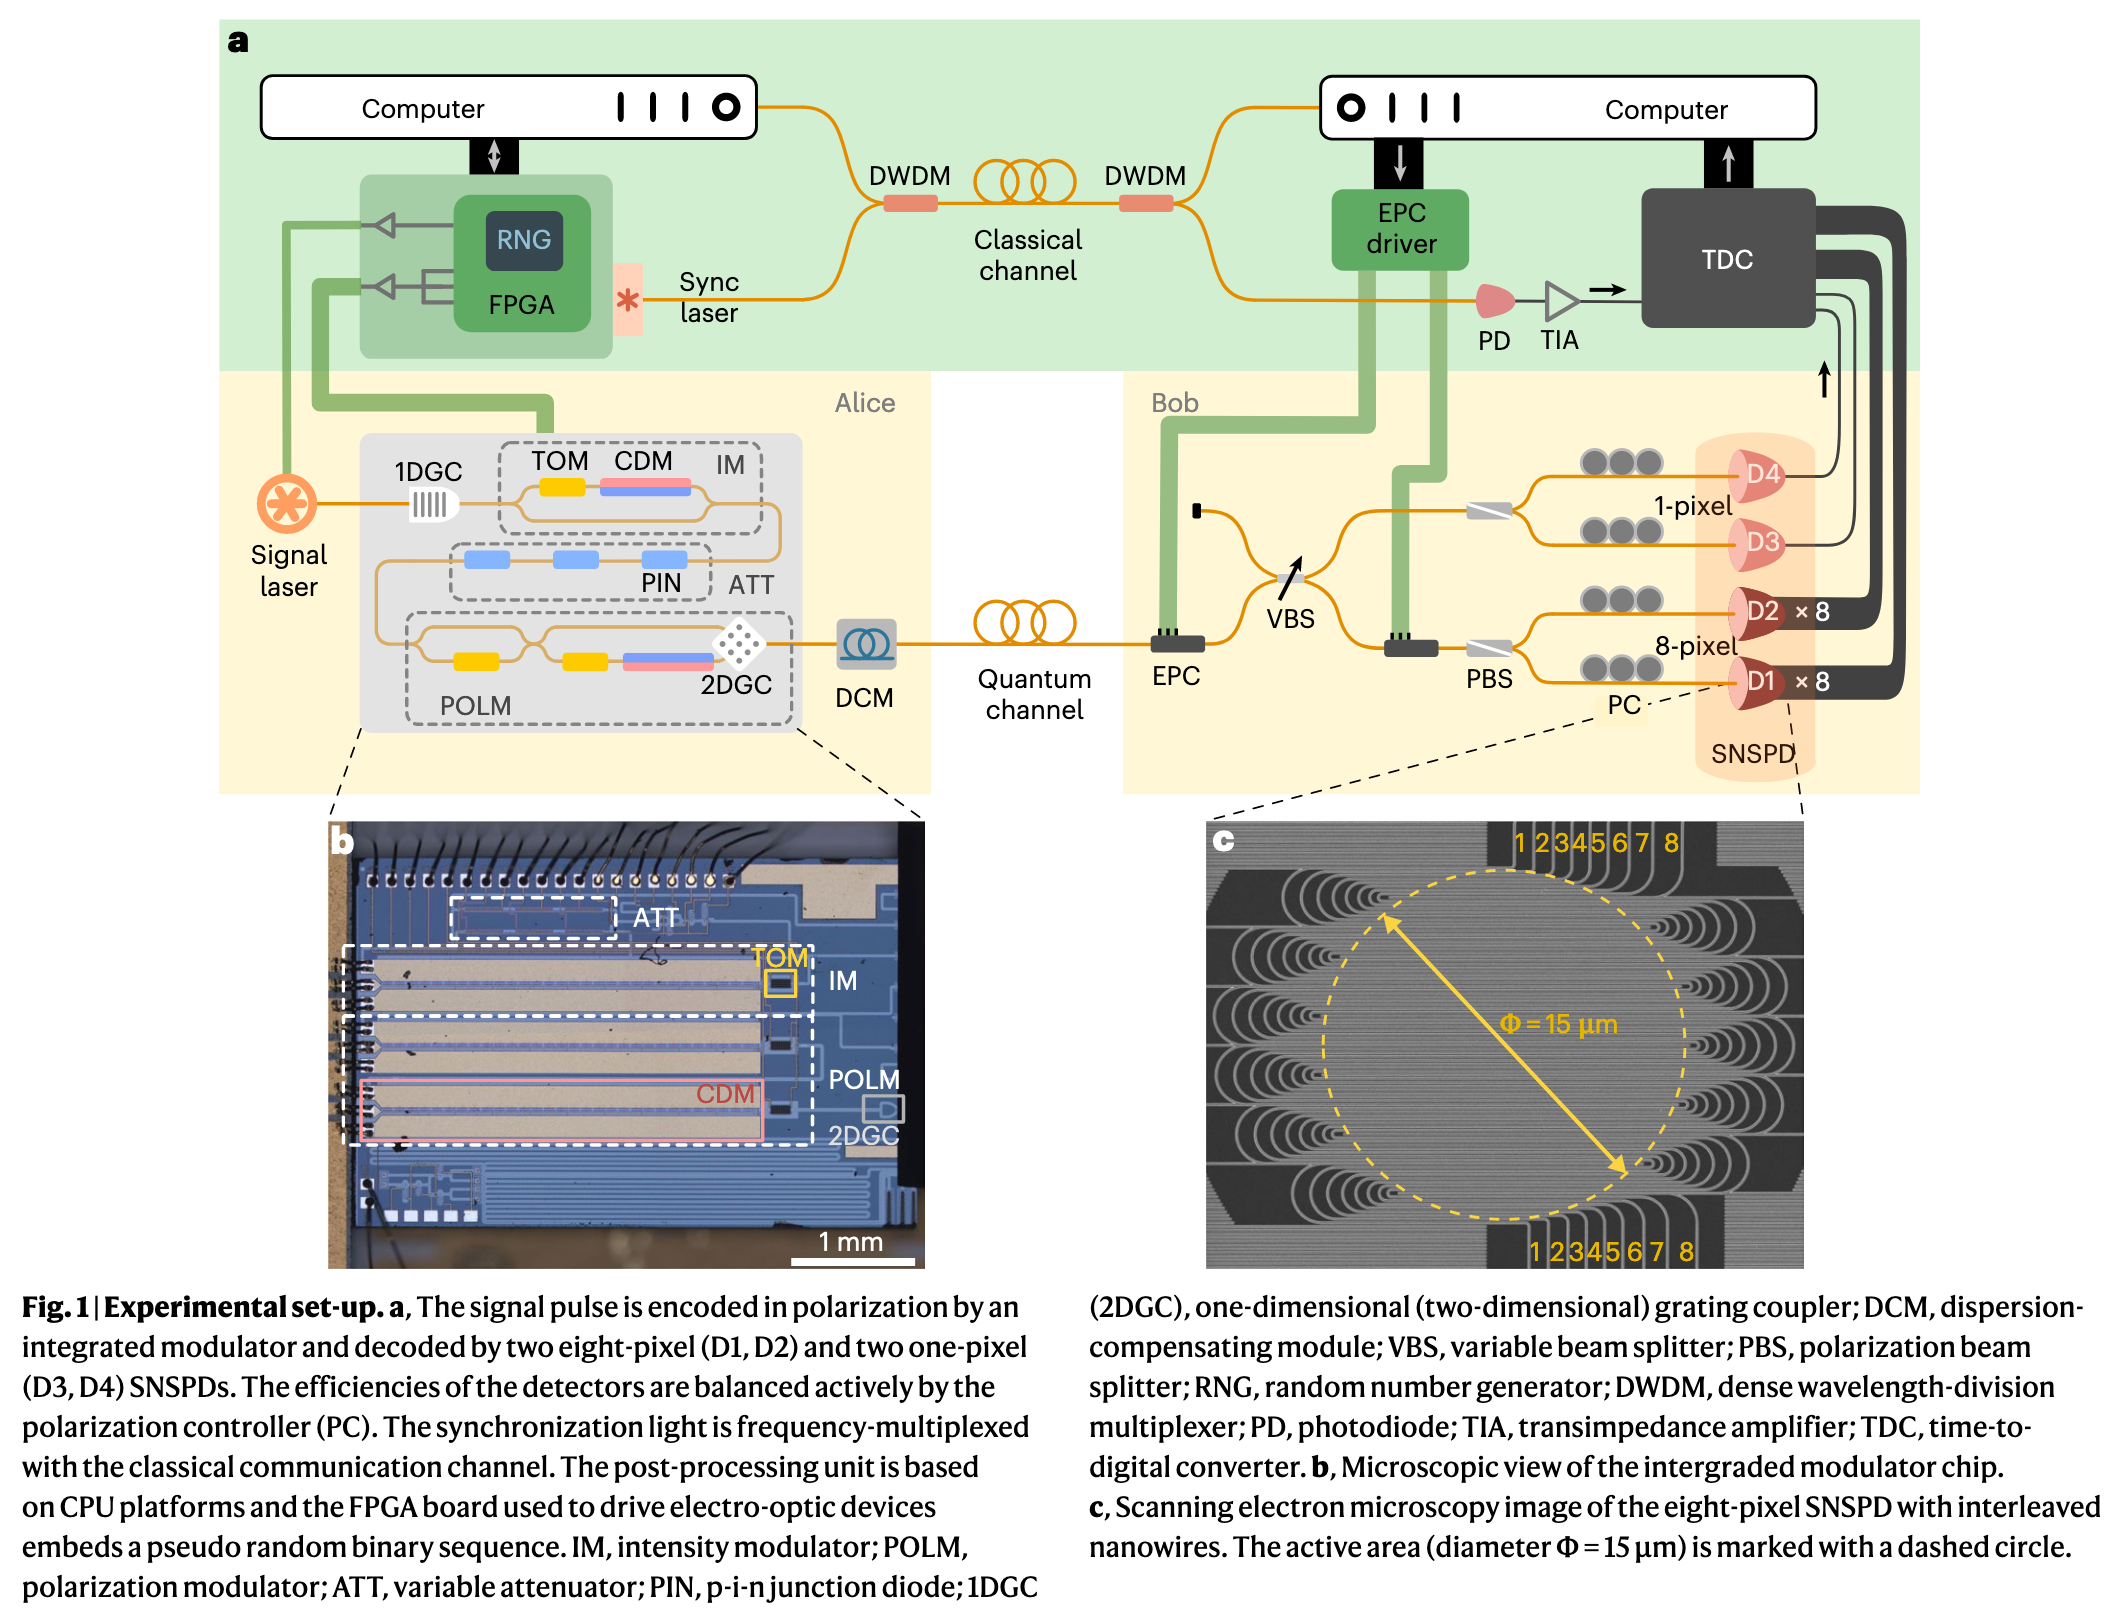 a
Computer
Computer
DWDM
DWDM
Classical
channel
RNG
FPGA
Sync
laser
EPC
driver
TDC
PD
TIA
Alice
Bob
1DGC
TOM
CDM
IM
Signal
laser
PIN
ATT
POLM
2DGC
DCM
Quantum
channel
EPC
VBS
PBS
PC
D4
1-pixel
D3
D2
× 8
8-pixel
D1
× 8
SNSPD
b
ATT
TOM
IM
CDM
POLM
2DGC
1 mm
c
1 2 3 4 5 6 7 8
Φ = 15 μm
1 2 3 4 5 6 7 8
Fig. 1 | Experimental set-up. a, The signal pulse is encoded in polarization by an
integrated modulator and decoded by two eight-pixel (D1, D2) and two one-pixel
(D3, D4) SNSPDs. The efficiencies of the detectors are balanced actively by the
polarization controller (PC). The synchronization light is frequency-multiplexed
with the classical communication channel. The post-processing unit is based
on CPU platforms and the FPGA board used to drive electro-optic devices
embeds a pseudo random binary sequence. IM, intensity modulator; POLM,
polarization modulator; ATT, variable attenuator; PIN, p-i-n junction diode; 1DGC
(2DGC), one-dimensional (two-dimensional) grating coupler; DCM, dispersion-
compensating module; VBS, variable beam splitter; PBS, polarization beam
splitter; RNG, random number generator; DWDM, dense wavelength-division
multiplexer; PD, photodiode; TIA, transimpedance amplifier; TDC, time-to-
digital converter. b, Microscopic view of the intergraded modulator chip.
c, Scanning electron microscopy image of the eight-pixel SNSPD with interleaved
nanowires. The active area (diameter Φ = 15 μm) is marked with a dashed circle.